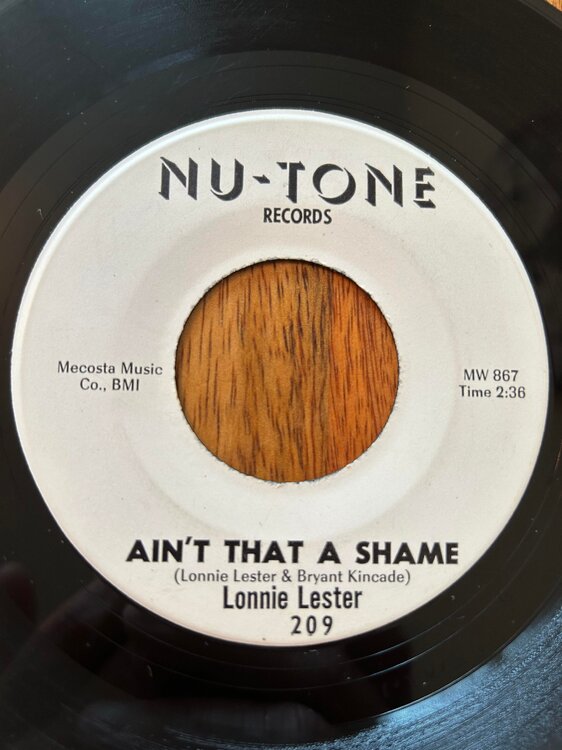 NU-TONE
RECORDS
Mecosta Music
Co., BMI
MW 867
Time 2:36
AIN'T THAT A SHAME
(Lonnie Lester & Bryant Kincade)
Lonnie Lester
209